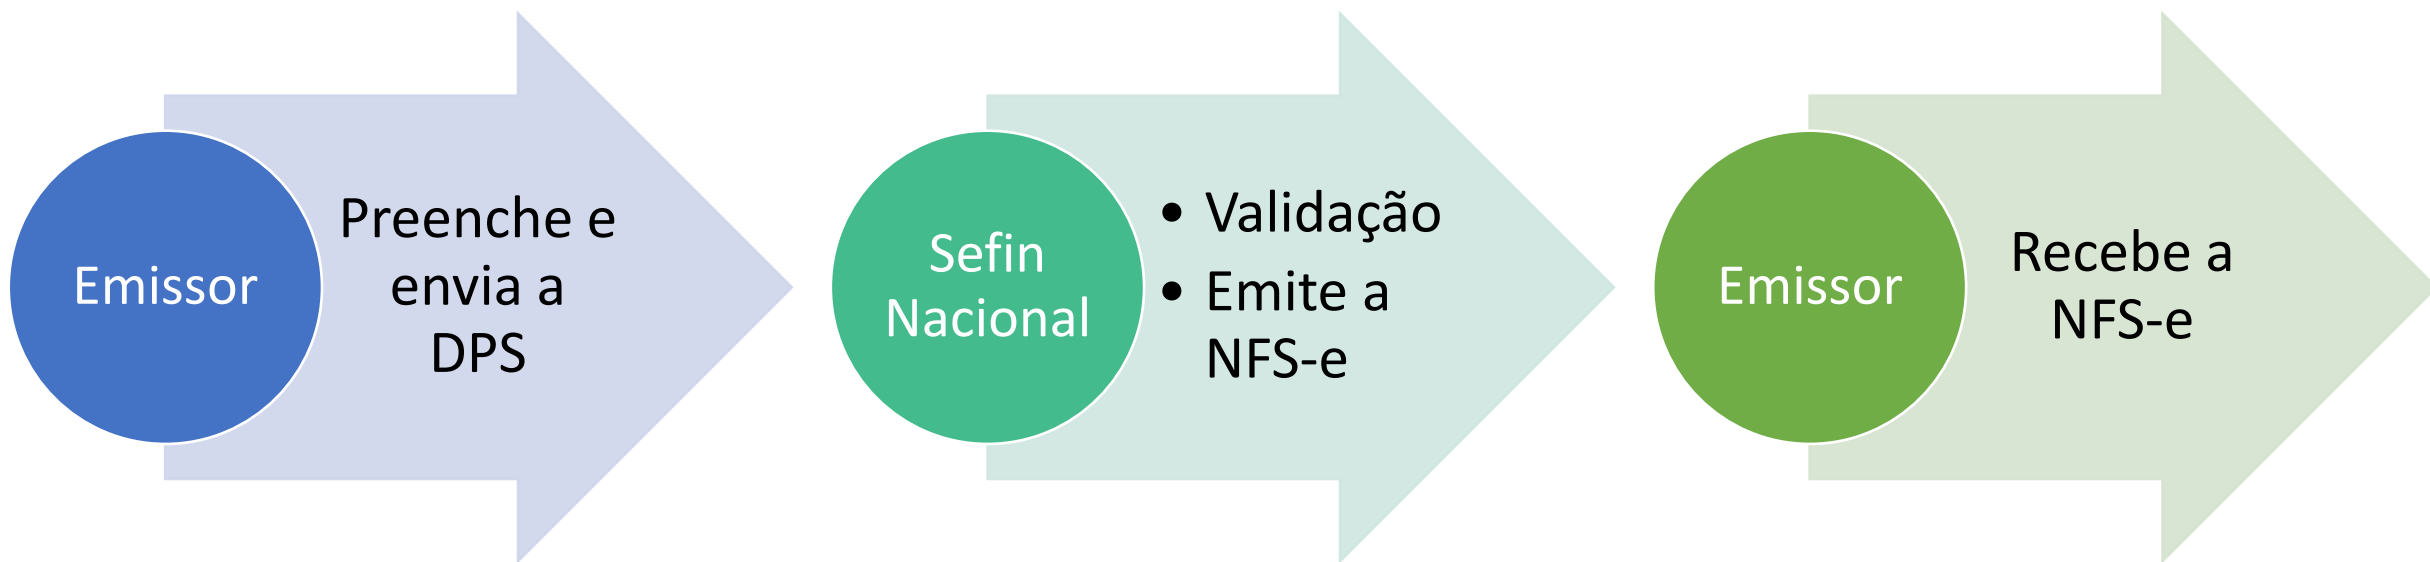 Emissor
Preenche e
envia a
DPS
Sefin
Nacional
• Validação
• Emite a
NFS-e
Emissor
Recebe a
NFS-e